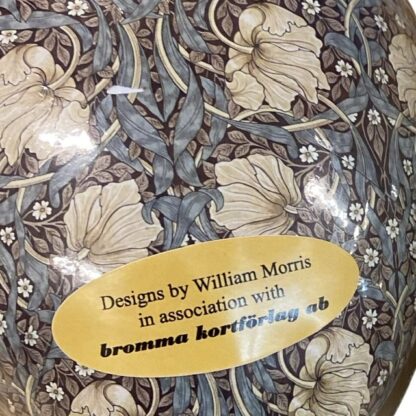 Designs by William Morris
in association with
bromma kortförlag ab